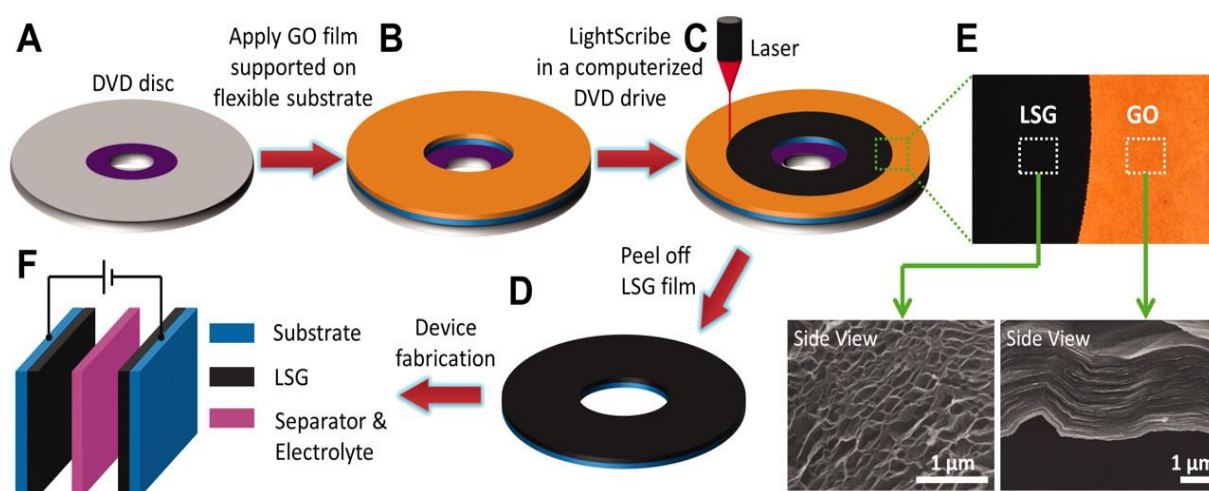 A
DVD disc
Apply GO film
supported on
flexible substrate
B
LightScribe
in a computerized
DVD drive
C
Laser
E
LSG
GO
Peel off
LSG film
Side View
1 μm
Side View
1 μm
D
Device
fabrication
F
Substrate
LSG
Separator &
Electrolyte